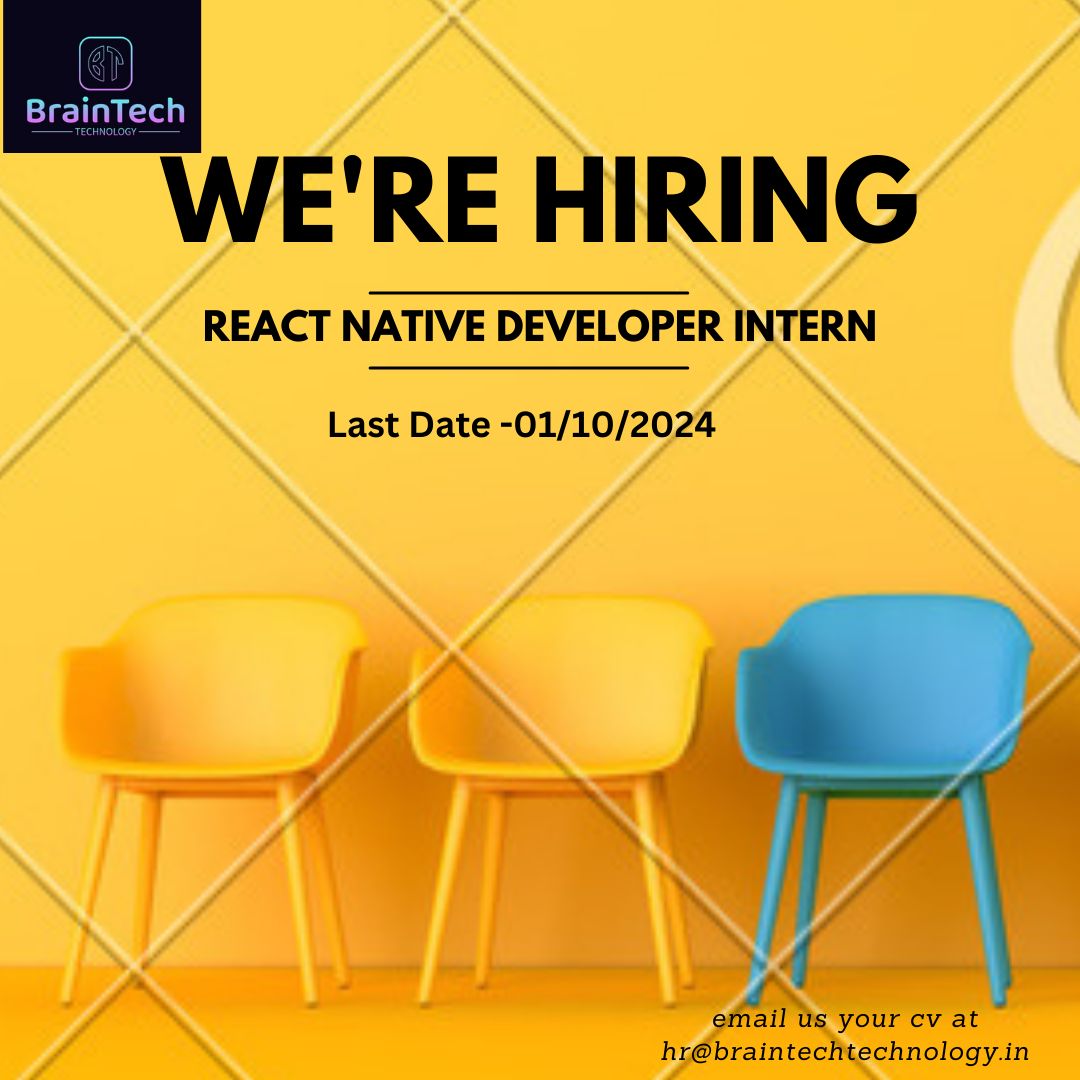 BT
BrainTech
TECHNOLOGY
WE'RE HIRING
REACT NATIVE DEVELOPER INTERN
Last Date -01/10/2024
email us your cv at
hr@braintechtechnology.in